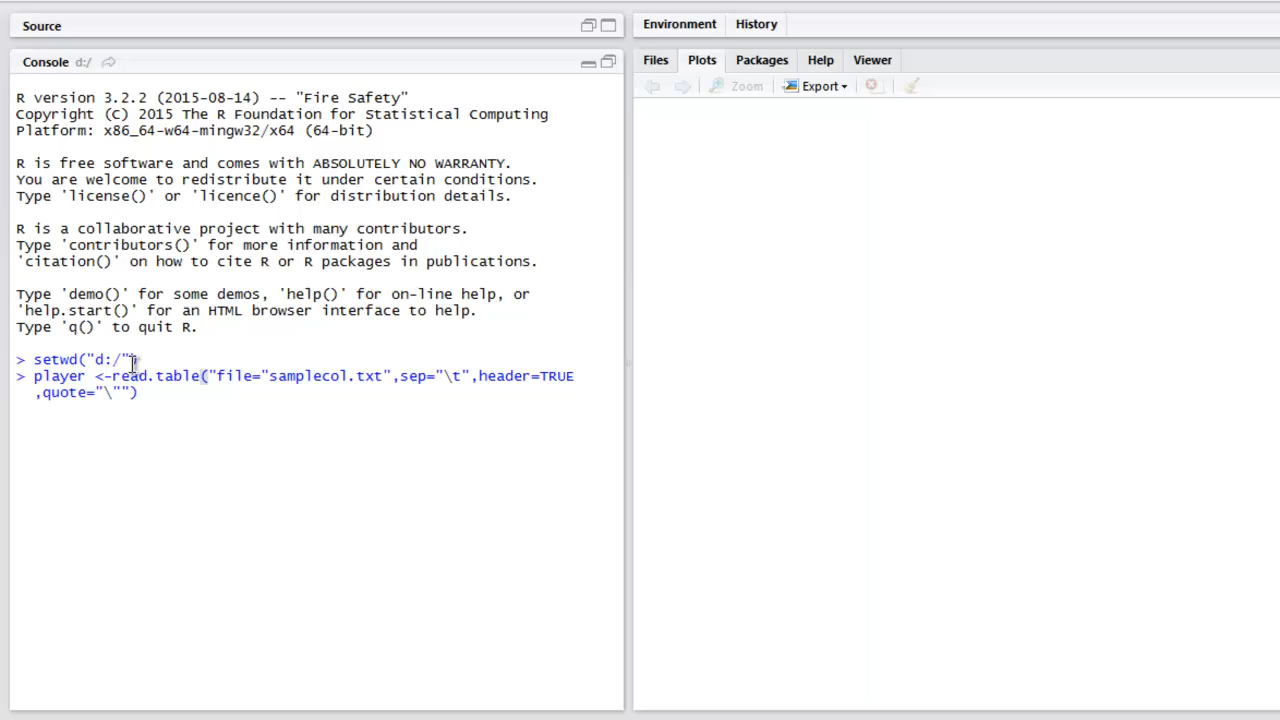 Source
Console d:/
R version 3.2.2 (2015-08-14) -- "Fire Safety"
Copyright (C) 2015 The R Foundation for Statistical Computing
Platform: x86_64-w64-mingw32/x64 (64-bit)
R is free software and comes with ABSOLUTELY NO WARRANTY.
You are welcome to redistribute it under certain conditions.
Type 'license()' or 'licence()' for distribution details.
R is a collaborative project with many contributors.
Type 'contributors()' for more information and
'citation()' on how to cite R or R packages in publications.
Type 'demo()' for some demos, 'help()' for on-line help, or
'help.start()' for an HTML browser interface to help.
Type 'q()' to quit R.
> setwd("d:/")
> player <-read.table("file="samplecol.txt",sep="\t",header=TRUE
,quote="\"")
Environment History
Files Plots Packages Help Viewer
Zoom Export